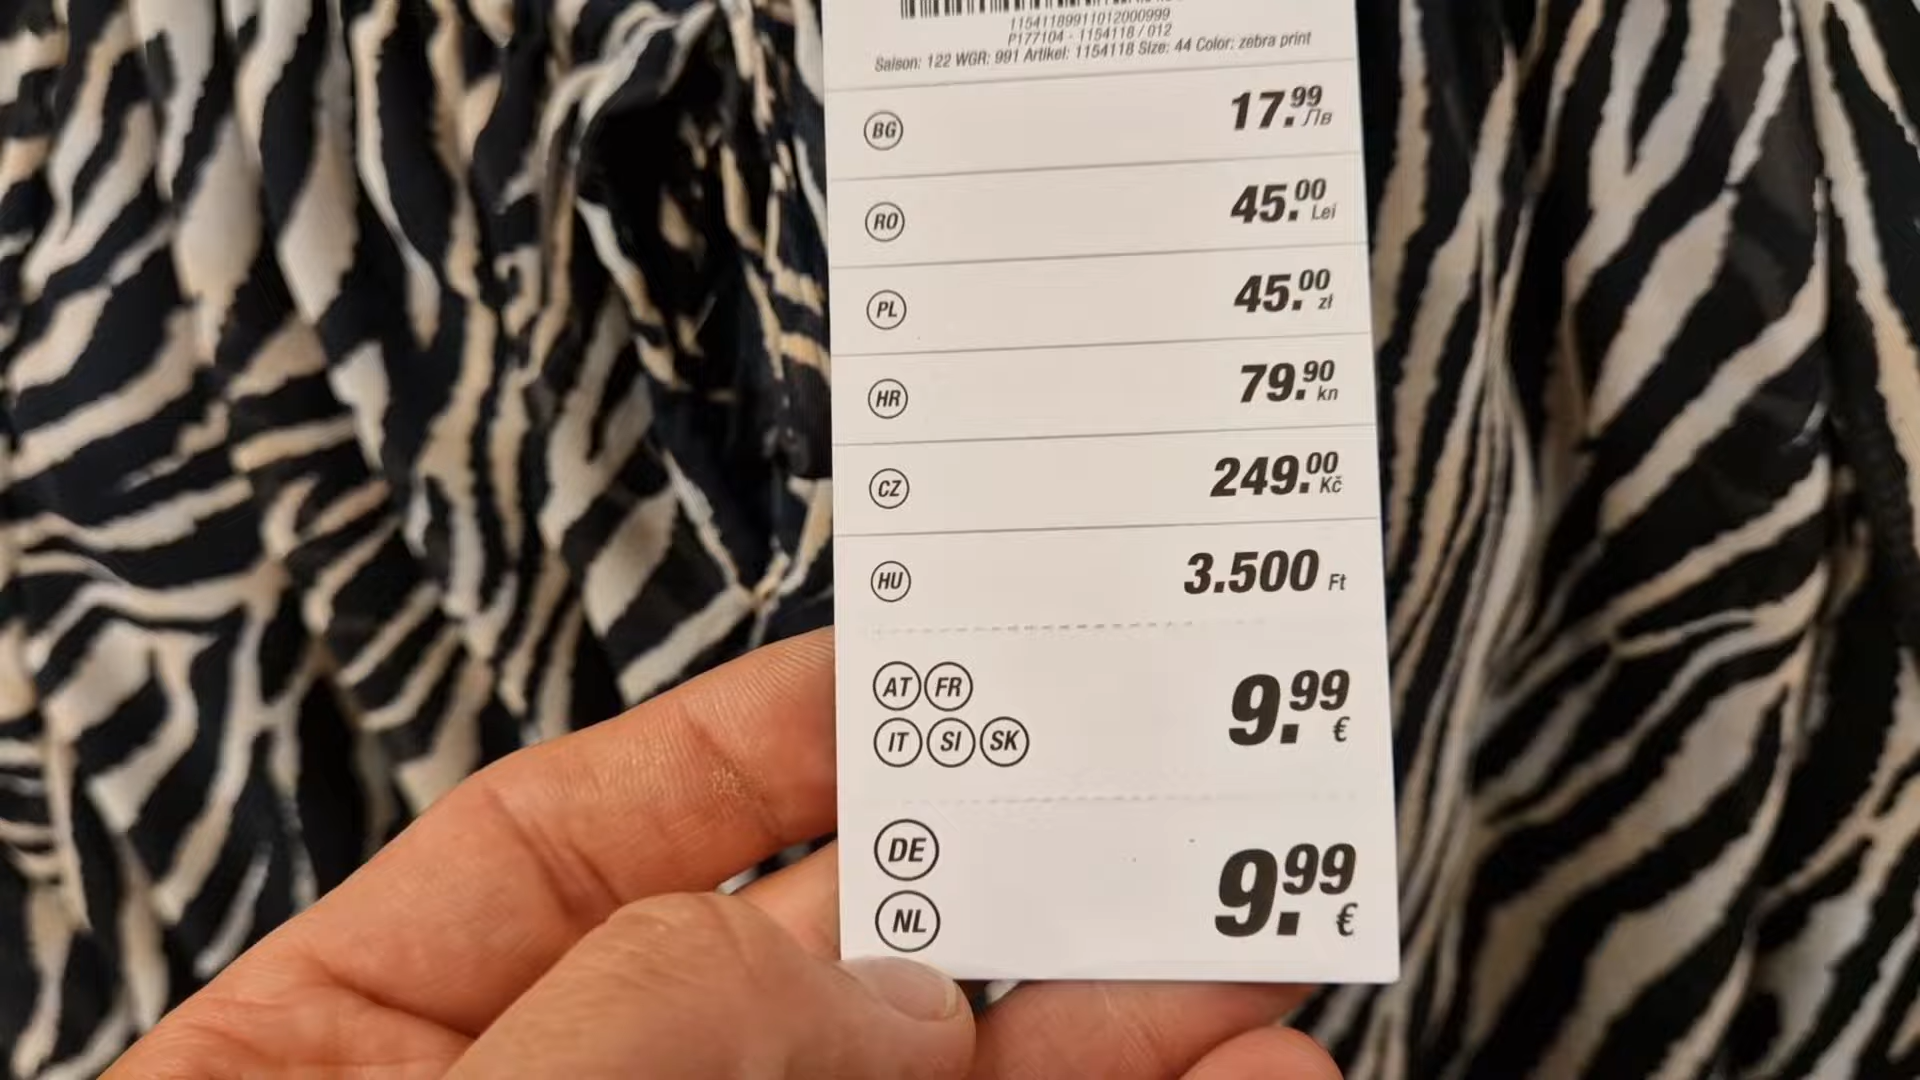 11541189911012000999
P177104 - 1154118 / 012
Saison: 122 WGR: 991 Artikel: 1154118 Size: 44 Color: zebra print
BG 17.99 Лв
RO 45.00 Lei
PL 45.00 zł
HR 79.90 kn
CZ 249.00 Kč
HU 3.500 Ft
AT FR
IT SI SK 9.99 €
DE
NL 9.99 €